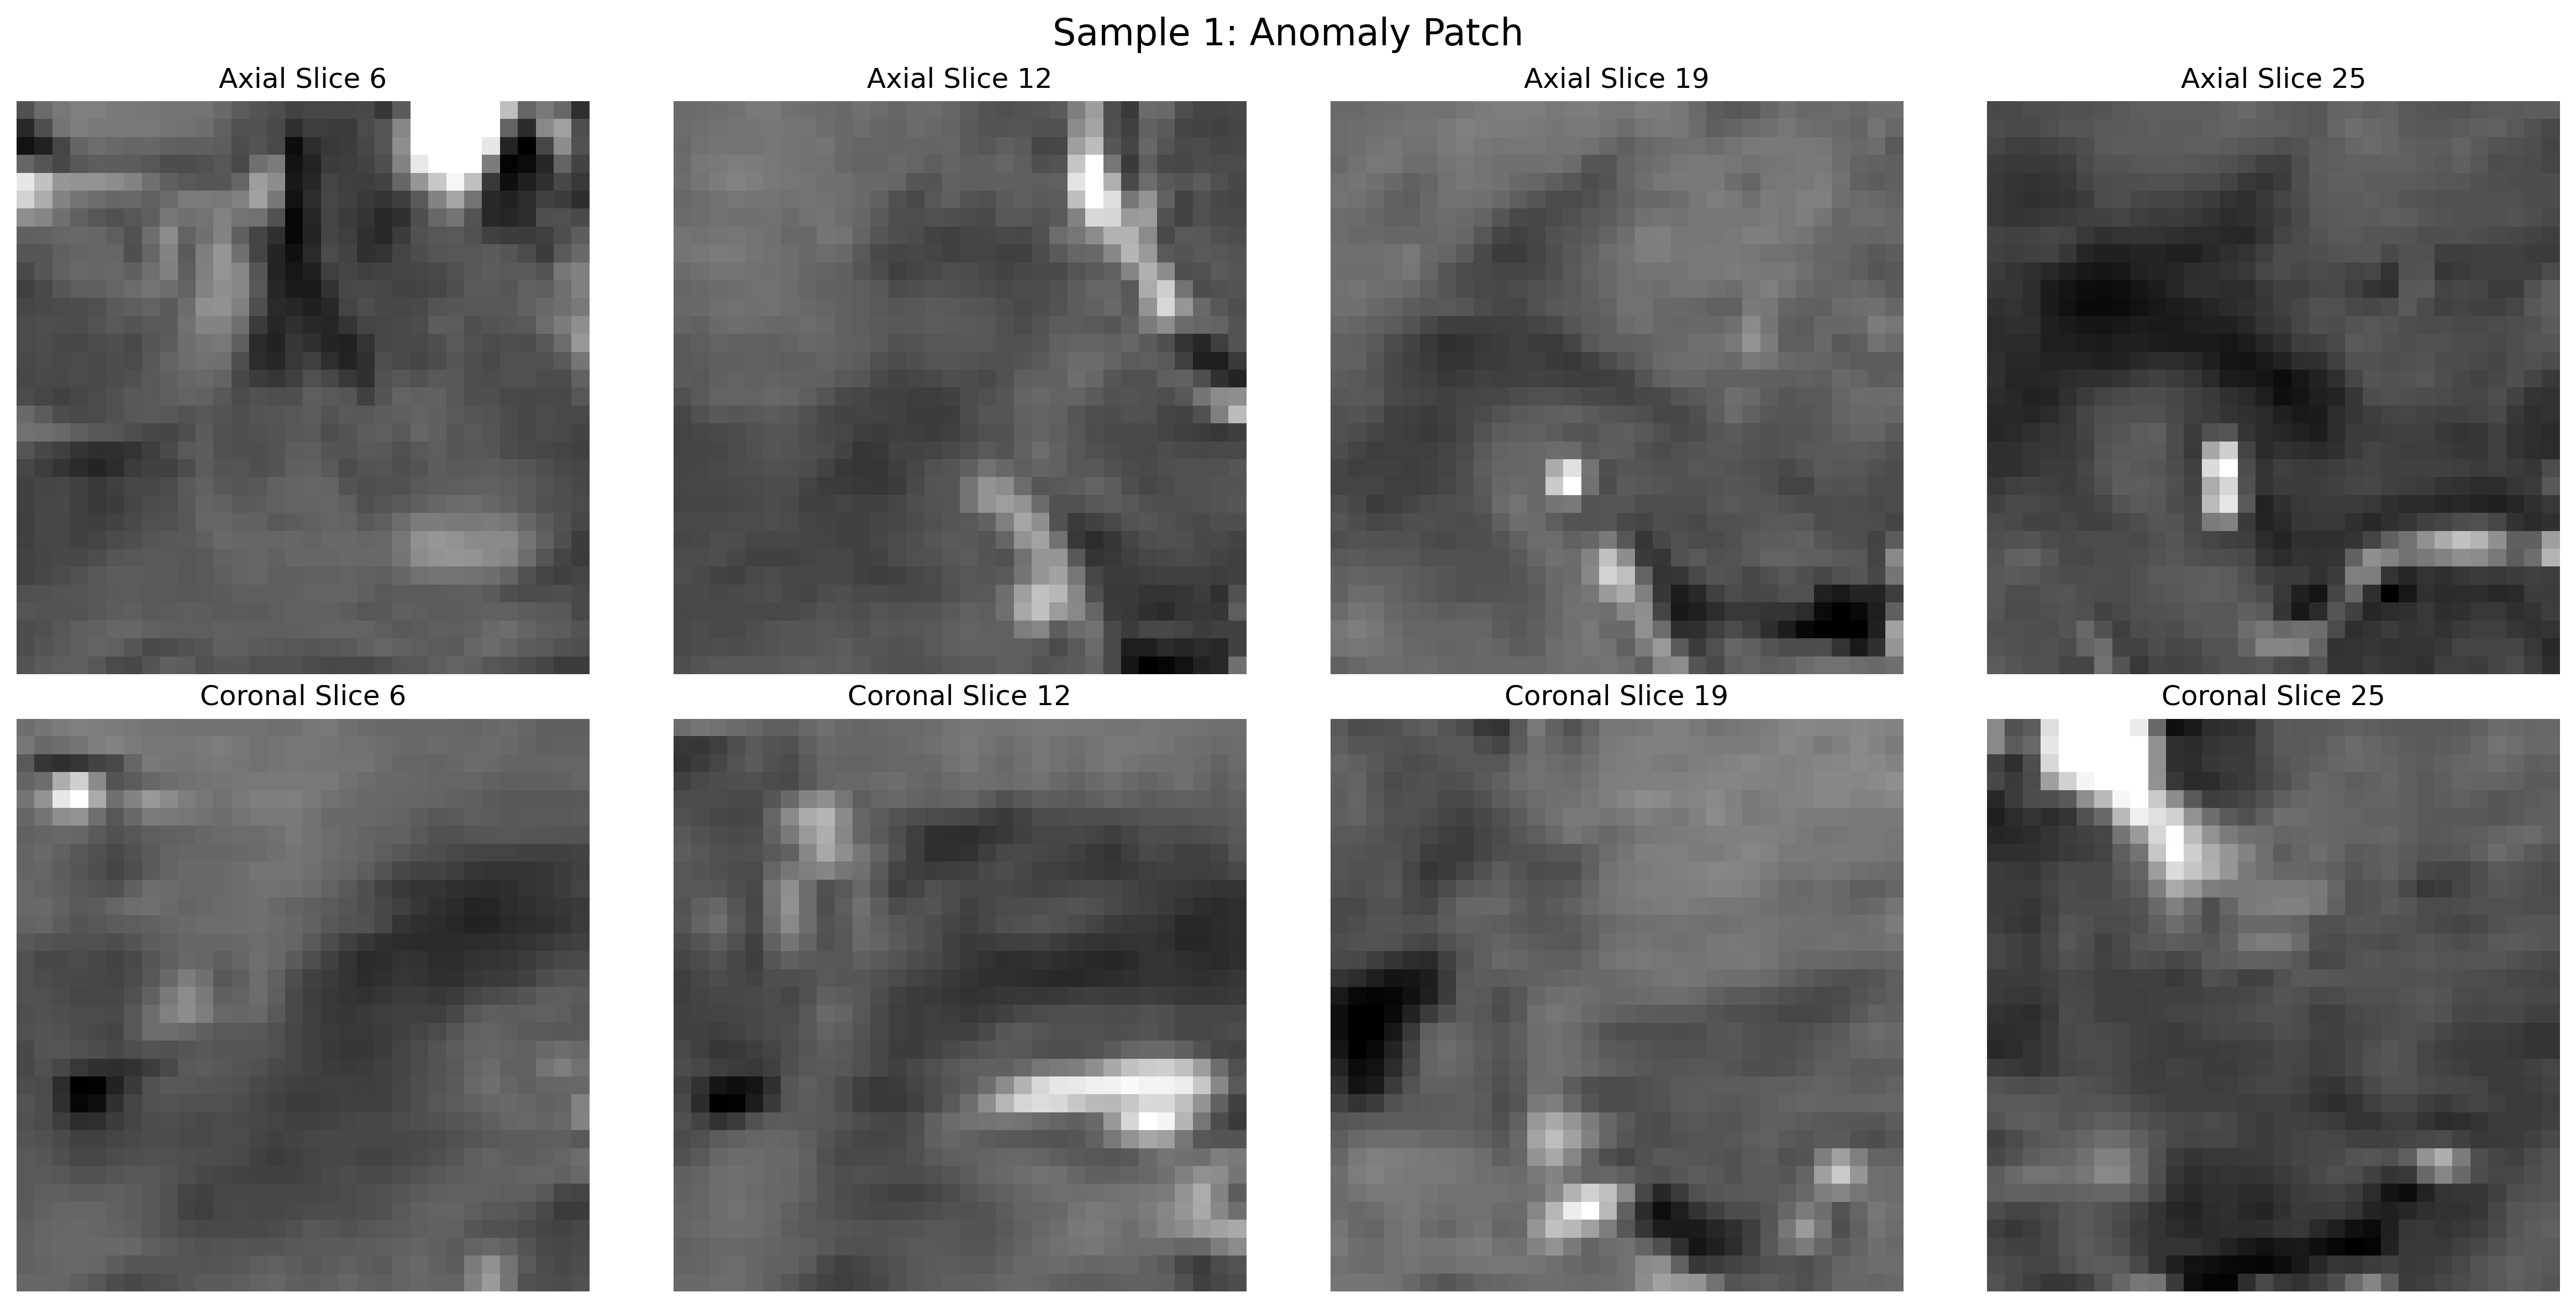 Sample 1: Anomaly Patch
Axial Slice 6
Axial Slice 12
Axial Slice 19
Axial Slice 25
Coronal Slice 6
Coronal Slice 12
Coronal Slice 19
Coronal Slice 25